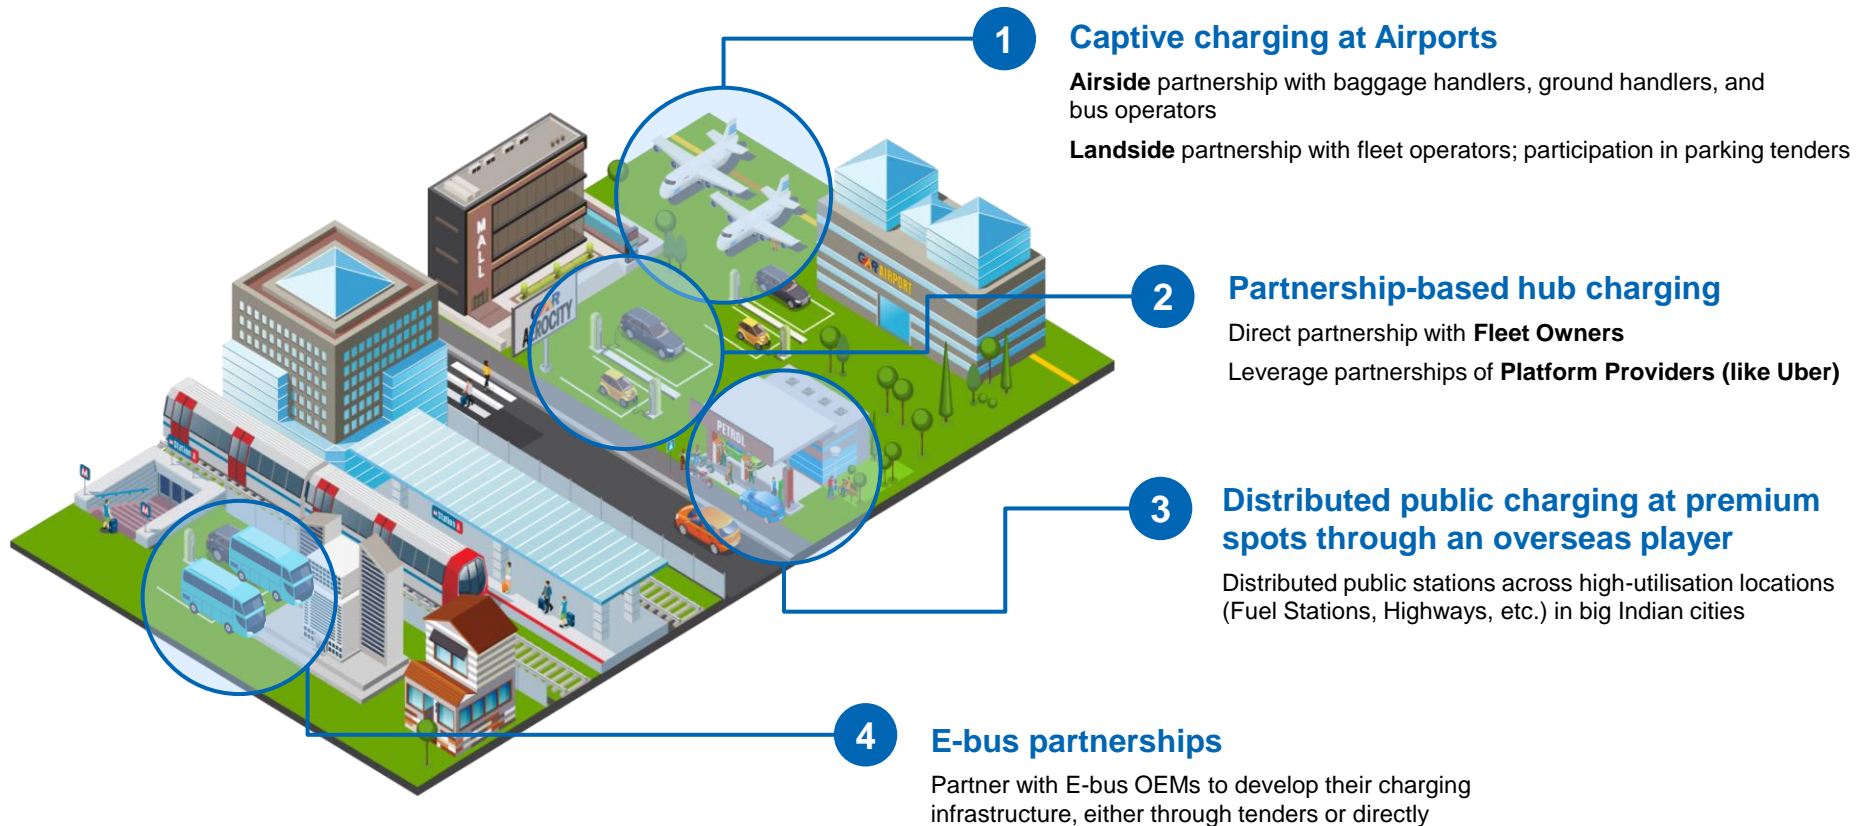 1
Captive charging at Airports
Airside partnership with baggage handlers, ground handlers, and
bus operators
Landside partnership with fleet operators; participation in parking tenders
MALL
GMR AIRPORT
2
Partnership-based hub charging
Direct partnership with Fleet Owners
Leverage partnerships of Platform Providers (like Uber)
AEROCITY
PETROL
3
Distributed public charging at premium
spots through an overseas player
Distributed public stations across high-utilisation locations
(Fuel Stations, Highways, etc.) in big Indian cities
Station
M
M
Station
4
E-bus partnerships
Partner with E-bus OEMs to develop their charging
infrastructure, either through tenders or directly